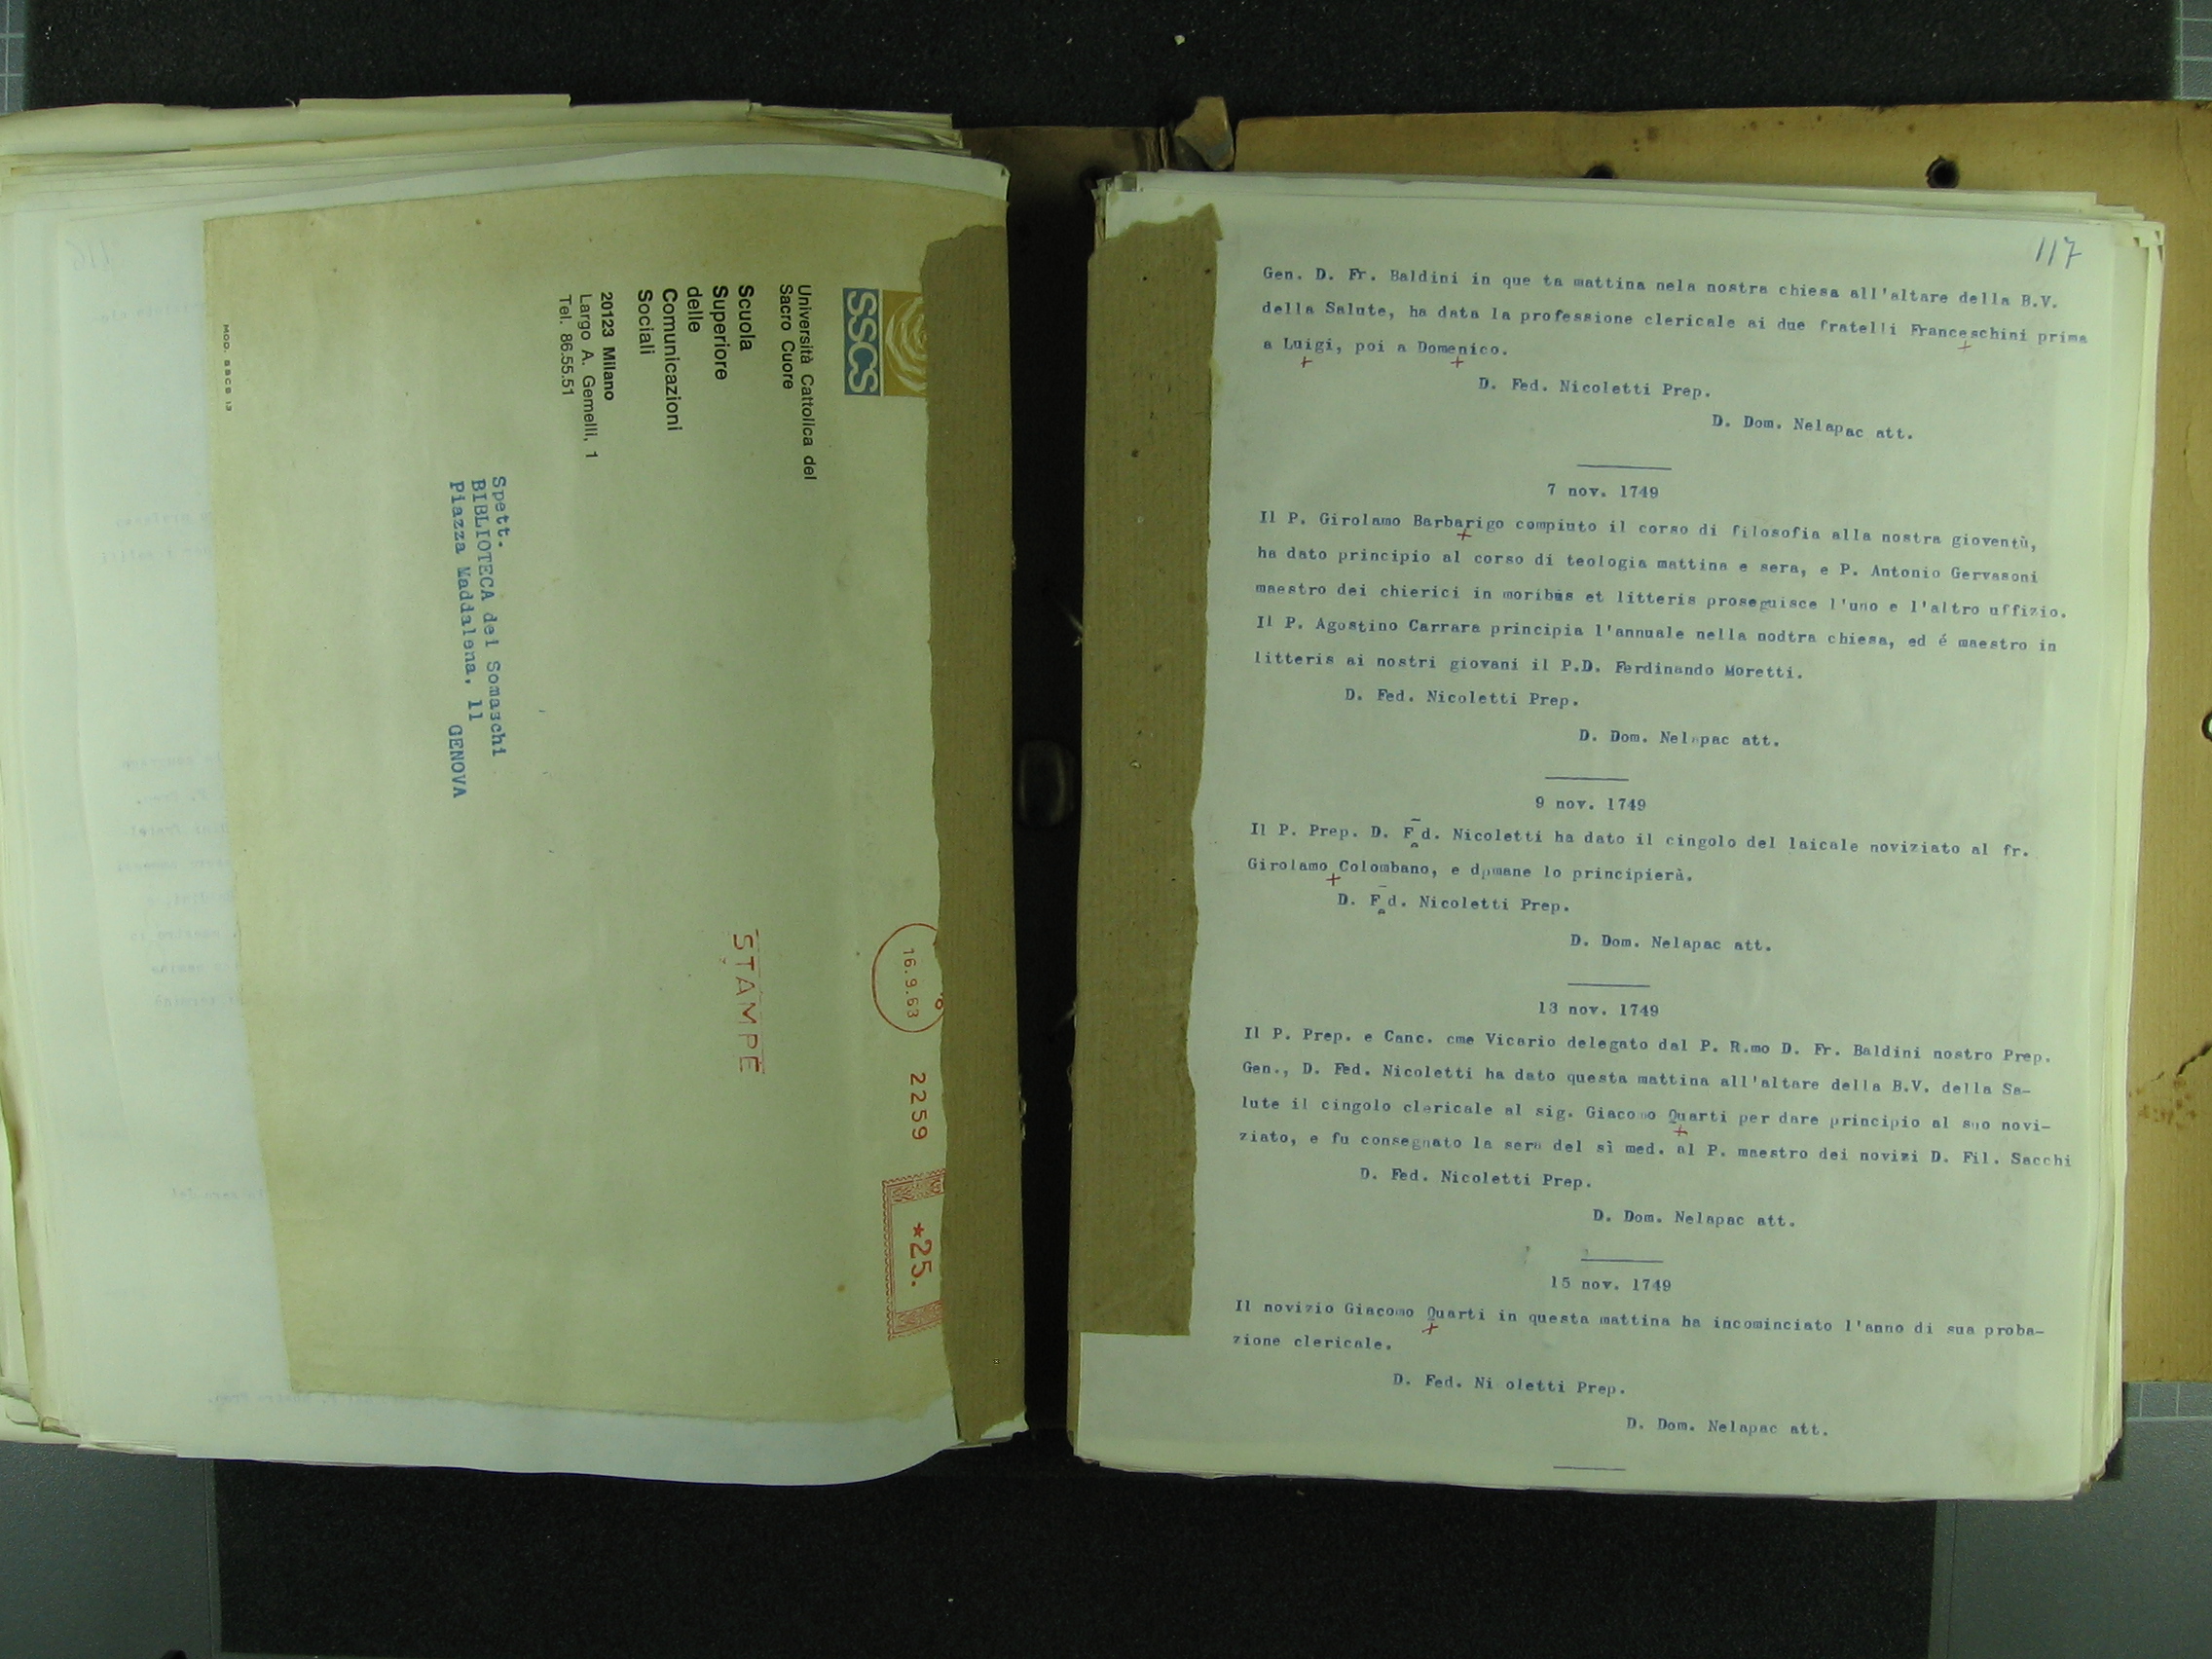 SSCS
Università Cattolica del
Sacro Cuore
Scuola
Superiore
delle
Comunicazioni
Sociali
20123 Milano
Largo A. Gemelli, 1
Tel. 86.55.51
Spett.
BIBLIOTECA dei Somaschi
Piazza Maddalena, 11
GENOVA
STAMPE
16.9.63
2259
*25.
MOD. SSCS 13
117
Gen. D. Fr. Baldini in que ta mattina nela nostra chiesa all'altare della B.V.
della Salute, ha data la professione clericale ai due fratelli Franceschini prima
a Luigi, poi a Domenico.
D. Fed. Nicoletti Prep.
D. Dom. Nelapac att.
7 nov. 1749
Il P. Girolamo Barbarigo compiuto il corso di filosofia alla nostra gioventù,
ha dato principio al corso di teologia mattina e sera, e P. Antonio Gervasoni
maestro dei chierici in moribus et litteris proseguisce l'uno e l'altro uffizio.
Il P. Agostino Carrara principia l'annuale nella nodtra chiesa, ed é maestro in
litteris ai nostri giovani il P.D. Ferdinando Moretti.
D. Fed. Nicoletti Prep.
D. Dom. Nelapac att.
9 nov. 1749
Il P. Prep. D. Fed. Nicoletti ha dato il cingolo del laicale noviziato al fr.
Girolamo Colombano, e dpmane lo principierà.
D. Fed. Nicoletti Prep.
D. Dom. Nelapac att.
13 nov. 1749
Il P. Prep. e Canc. cme Vicario delegato dal P. R.mo D. Fr. Baldini nostro Prep.
Gen., D. Fed. Nicoletti ha dato questa mattina all'altare della B.V. della Sa-
lute il cingolo clericale al sig. Giacomo Quarti per dare principio al suo novi-
ziato, e fu consegnato la sera del sì med. al P. maestro dei novizi D. Fil. Sacchi
D. Fed. Nicoletti Prep.
D. Dom. Nelapac att.
15 nov. 1749
Il novizio Giacomo Quarti in questa mattina ha incominciato l'anno di sua proba-
zione clericale.
D. Fed. Ni oletti Prep.
D. Dom. Nelapac att.